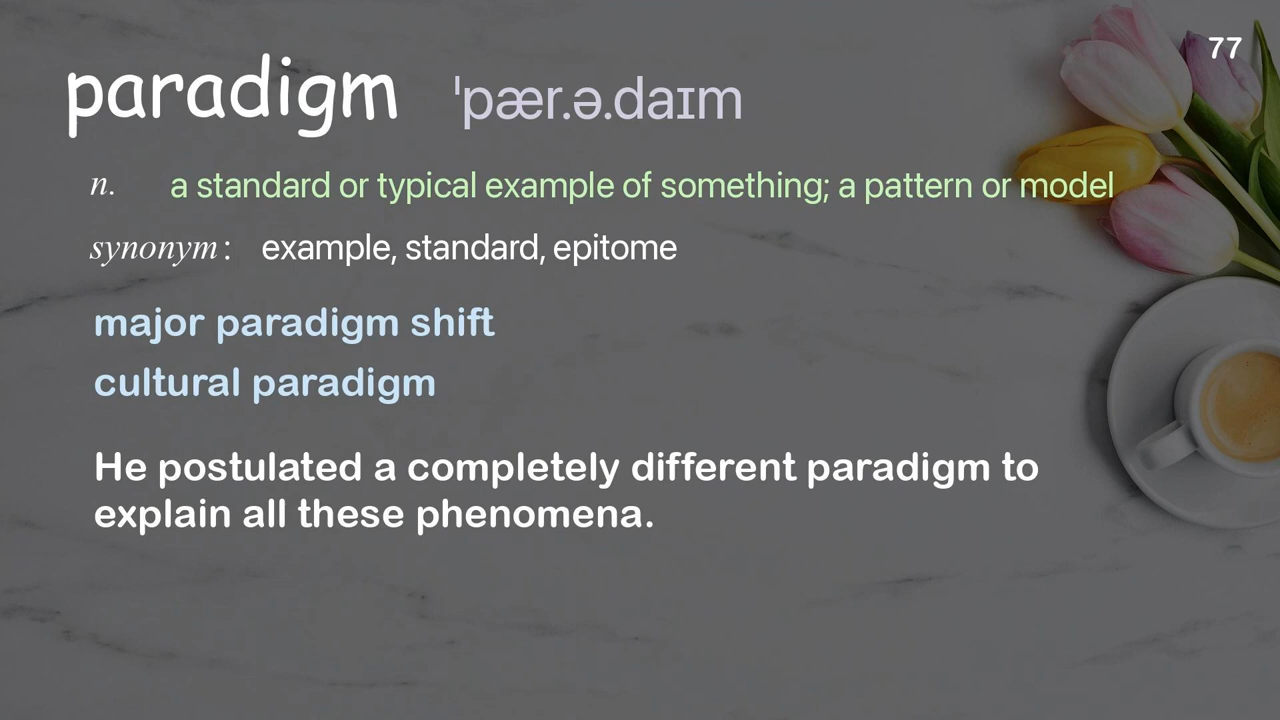 77
paradigm ˈpær.ə.daɪm
n. a standard or typical example of something; a pattern or model
synonym : example, standard, epitome
major paradigm shift
cultural paradigm
He postulated a completely different paradigm to
explain all these phenomena.